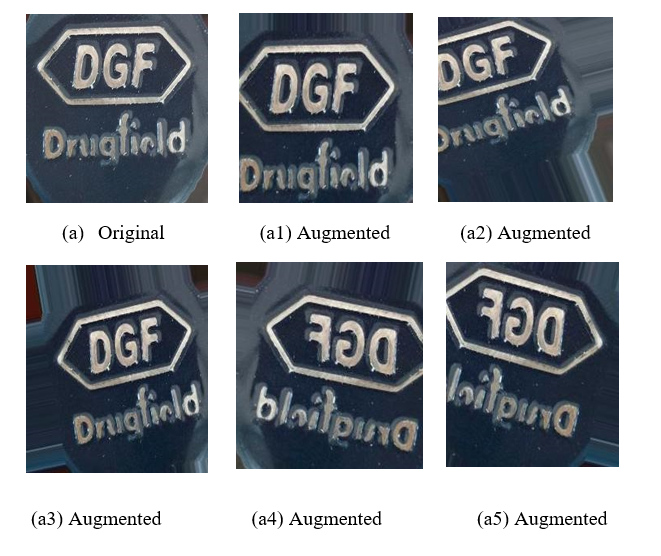 DGF
Drugfield
(a) Original
DGF
Drugfield
(a1) Augmented
DGF
Drugfield
(a2) Augmented
DGF
Drugfield
(a3) Augmented
DGF
Drugfield
(a4) Augmented
DGF
Drugfield
(a5) Augmented